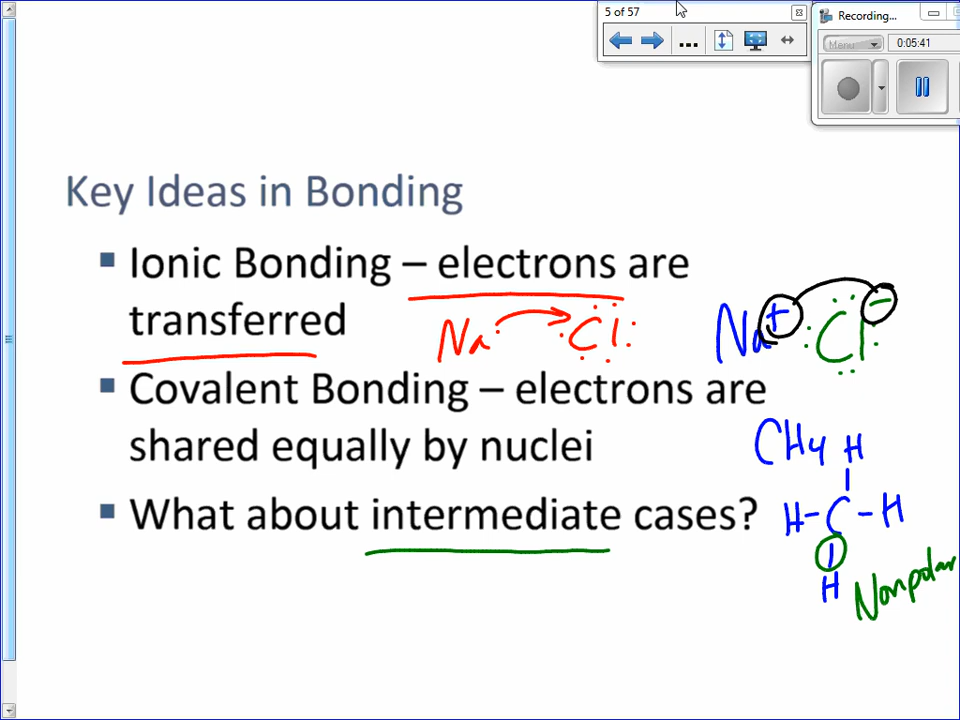 5 of 57
Recording...
Menu
0:05:41
Key Ideas in Bonding
Ionic Bonding – electrons are
transferred
Na Cl
Na+ Cl–
Covalent Bonding – electrons are
shared equally by nuclei
CH4
H
H–C–H
H
Nonpolar
What about intermediate cases?